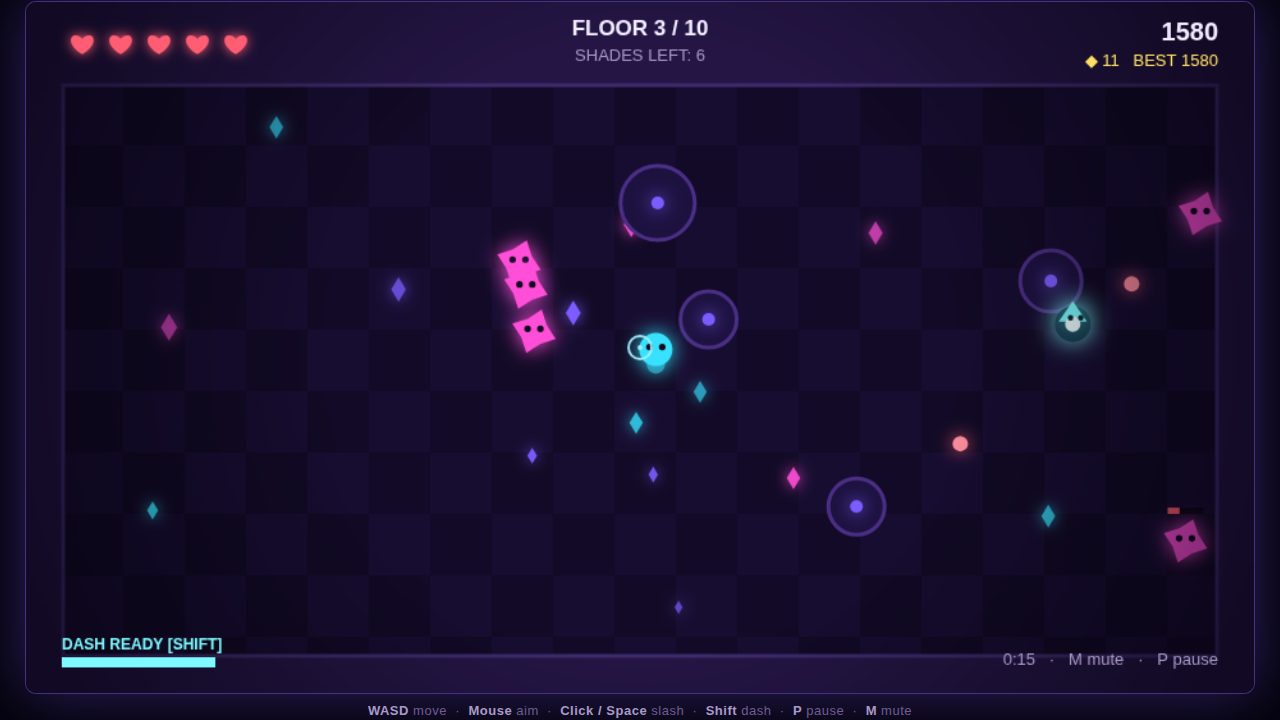 FLOOR 3 / 10
SHADES LEFT: 6
1580
◆ 11 BEST 1580
DASH READY [SHIFT]
0:15 · M mute · P pause
WASD move · Mouse aim · Click / Space slash · Shift dash · P pause · M mute